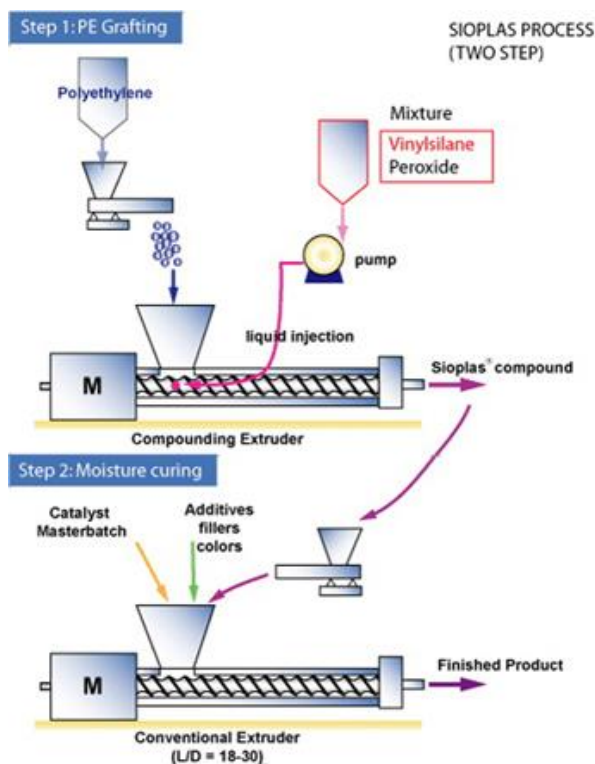 Step 1: PE Grafting
SIOPLAS PROCESS
(TWO STEP)
Polyethylene
Mixture
Vinylsilane
Peroxide
pump
liquid injection
M
Sioplas® compound
Compounding Extruder
Step 2: Moisture curing
Catalyst
Masterbatch
Additives
fillers
colors
M
Finished Product
Conventional Extruder
(L/D = 18-30)